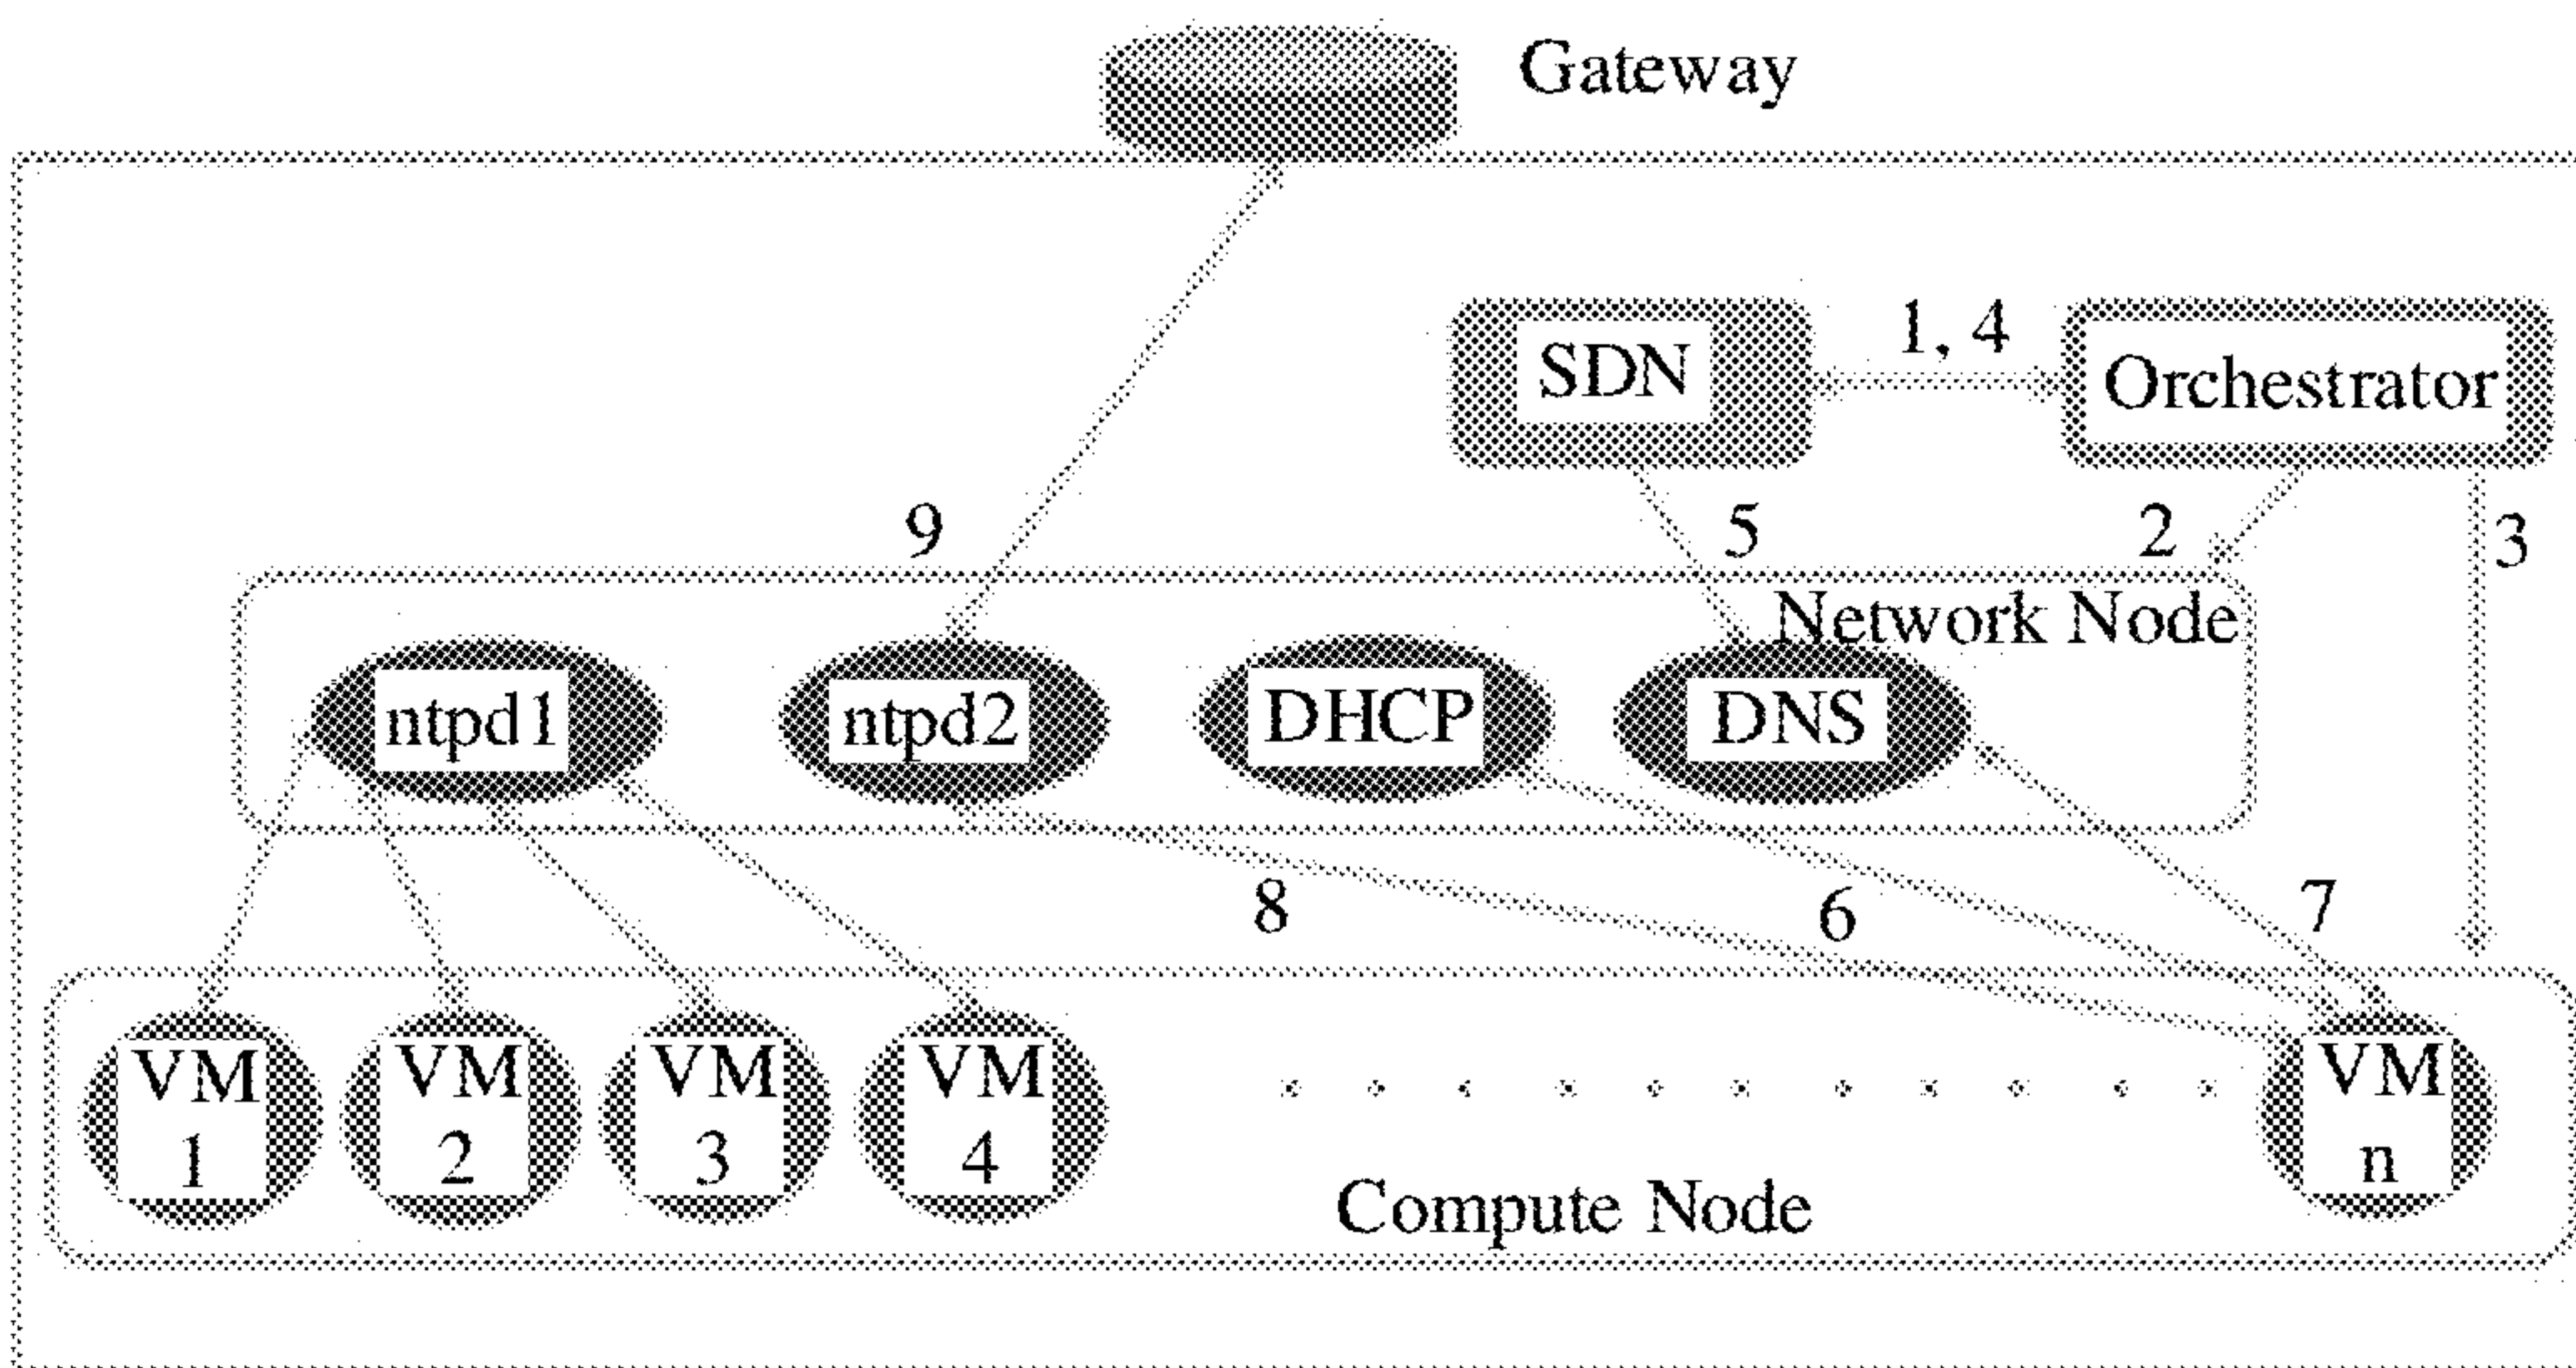 Gateway
SDN
1, 4
Orchestrator
9
5
2
3
Network Node
ntpd1
ntpd2
DHCP
DNS
8
6
7
VM
1
VM
2
VM
3
VM
4
VM
n
Compute Node